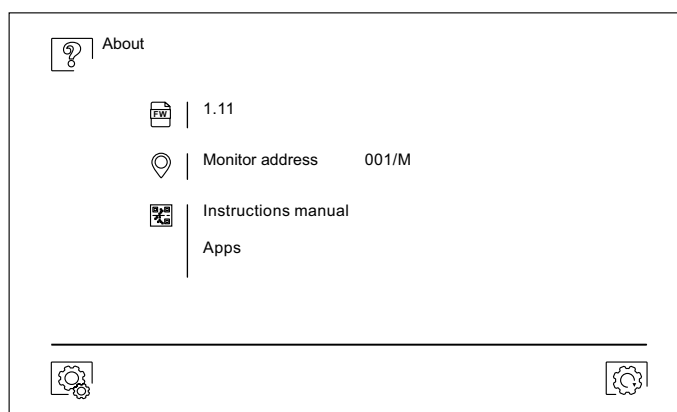 About
FW
1.11
Monitor address 001/M
Instructions manual
Apps